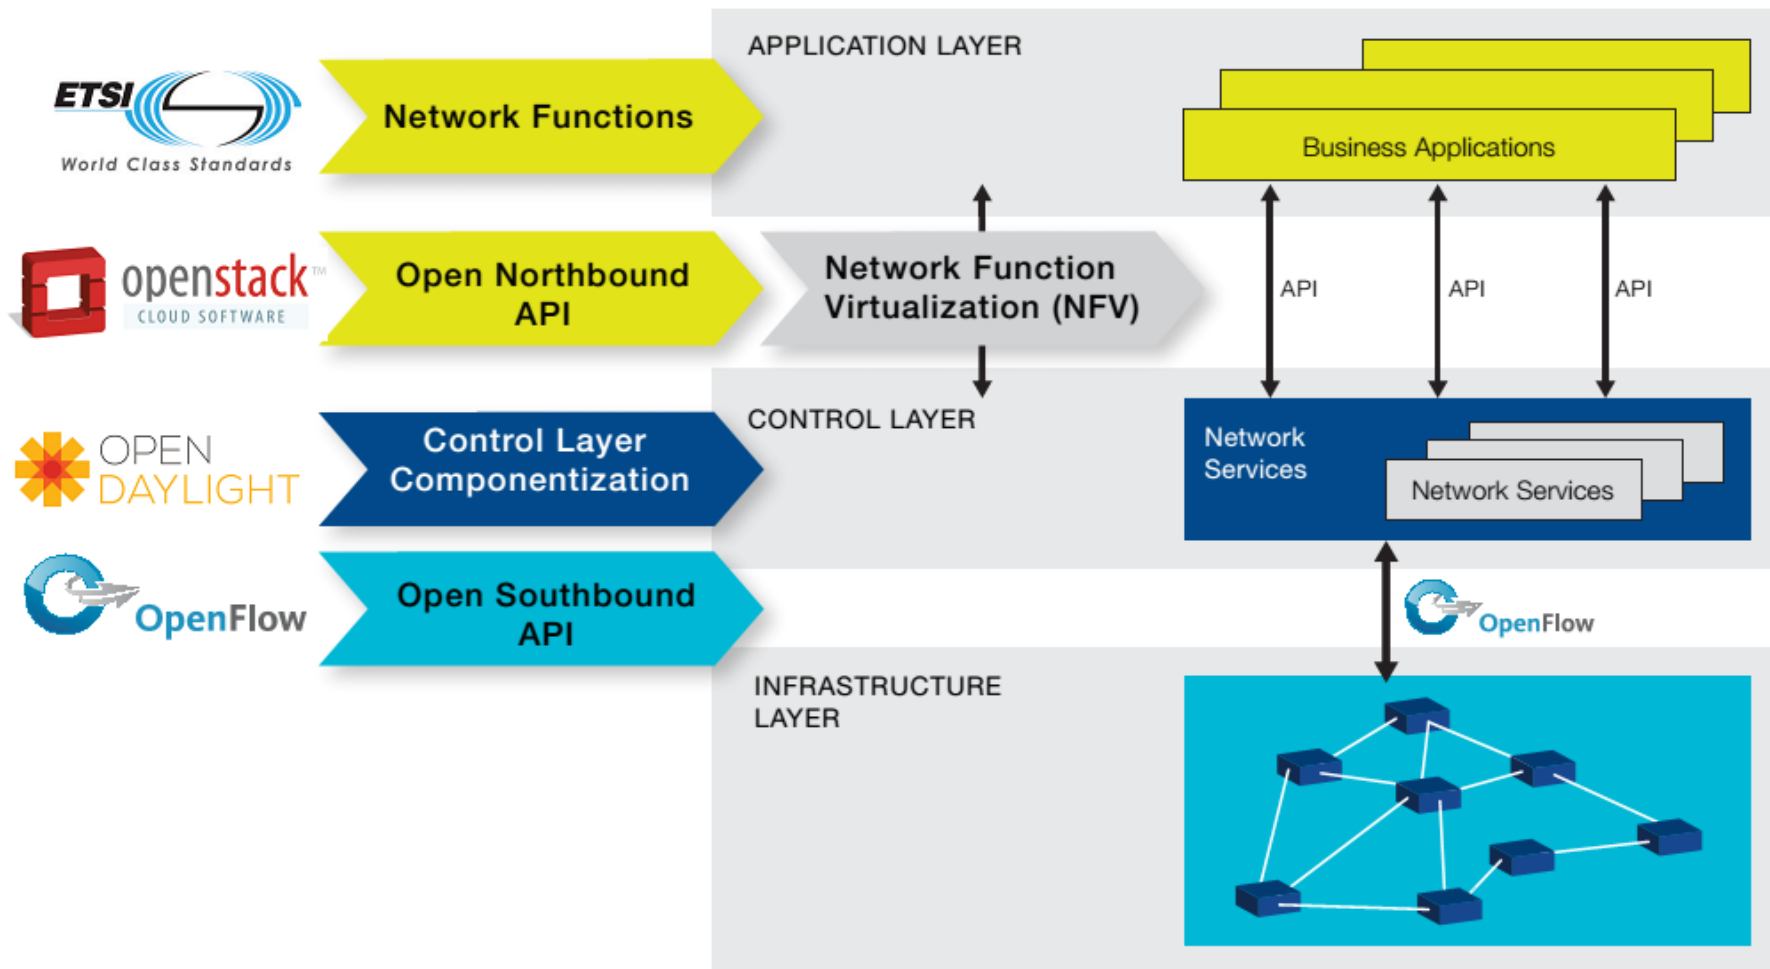 ETSI
World Class Standards
Network Functions
APPLICATION LAYER
Business Applications
openstack™
CLOUD SOFTWARE
Open Northbound
API
Network Function
Virtualization (NFV)
API
API
API
OPEN
DAYLIGHT
Control Layer
Componentization
CONTROL LAYER
Network
Services
Network Services
OpenFlow
Open Southbound
API
OpenFlow
INFRASTRUCTURE
LAYER